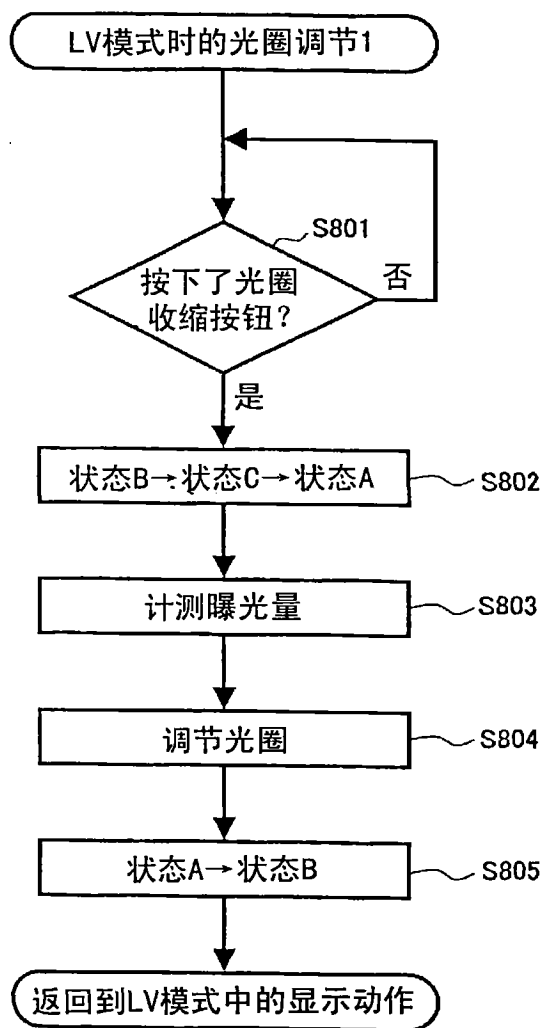 LV模式时的光圈调节1
S801
按下了光圈
收缩按钮?
否
是
状态B→状态C→状态A
S802
计测曝光量
S803
调节光圈
S804
状态A→状态B
S805
返回到LV模式中的显示动作